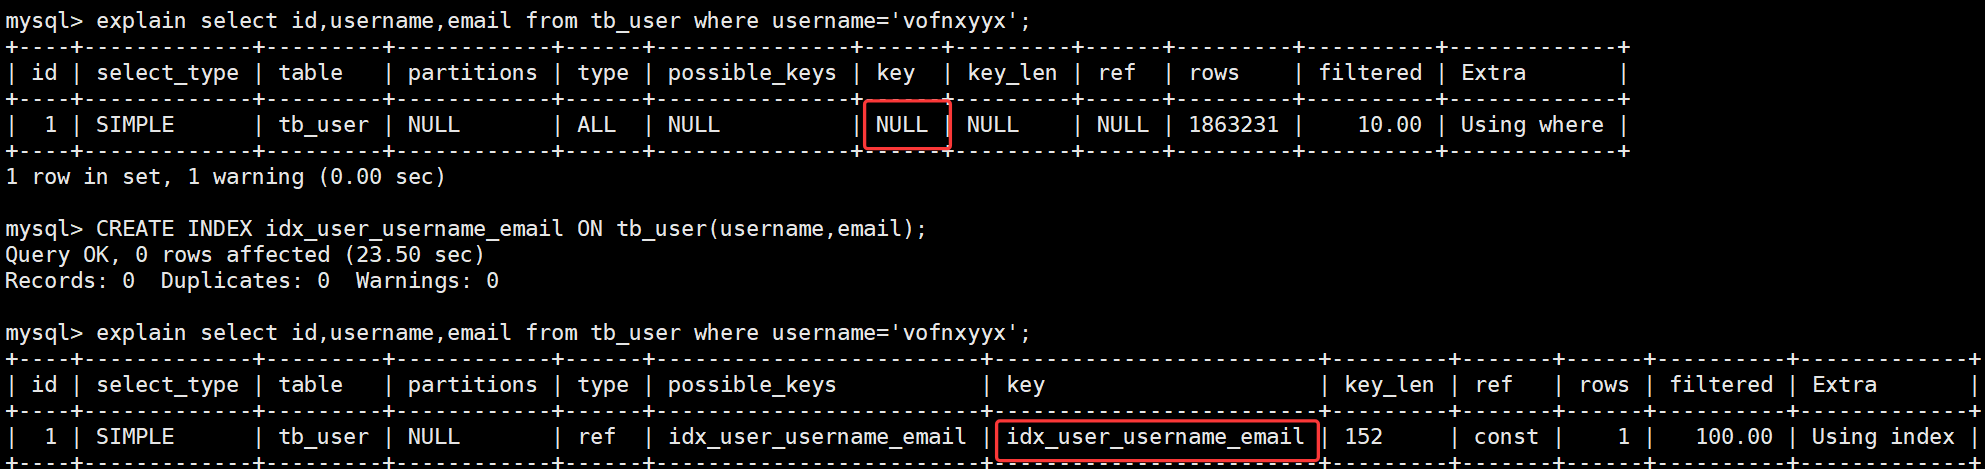 mysql> explain select id,username,email from tb_user where username='vofnxyyx';
+----+-------------+---------+------------+------+---------------+------+---------+------+---------+----------+-------------+
| id | select_type | table   | partitions | type | possible_keys | key  | key_len | ref  | rows    | filtered | Extra       |
+----+-------------+---------+------------+------+---------------+------+---------+------+---------+----------+-------------+
|  1 | SIMPLE      | tb_user | NULL       | ALL  | NULL          | NULL | NULL    | NULL | 1863231 |    10.00 | Using where |
+----+-------------+---------+------------+------+---------------+------+---------+------+---------+----------+-------------+
1 row in set, 1 warning (0.00 sec)
mysql> CREATE INDEX idx_user_username_email ON tb_user(username,email);
Query OK, 0 rows affected (23.50 sec)
Records: 0  Duplicates: 0  Warnings: 0
mysql> explain select id,username,email from tb_user where username='vofnxyyx';
+----+-------------+---------+------------+------+-------------------------+-------------------------+---------+-------+------+----------+-------------+
| id | select_type | table   | partitions | type | possible_keys           | key                     | key_len | ref   | rows | filtered | Extra       |
+----+-------------+---------+------------+------+-------------------------+-------------------------+---------+-------+------+----------+-------------+
|  1 | SIMPLE      | tb_user | NULL       | ref  | idx_user_username_email | idx_user_username_email | 152     | const |    1 |   100.00 | Using index |
+----+-------------+---------+------------+------+-------------------------+-------------------------+---------+-------+------+----------+-------------+